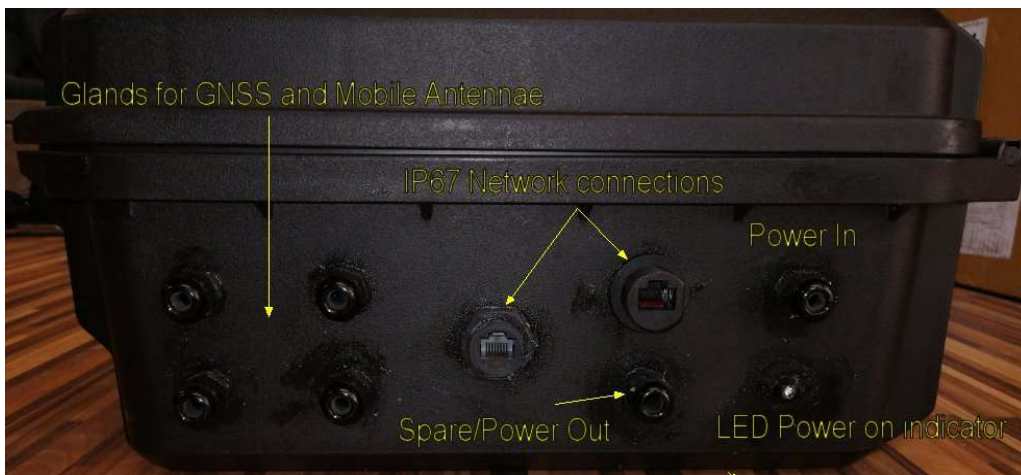 Glands for GNSS and Mobile Antennae
IP67 Network connections
Power In
Spare/Power Out
LED Power on indicator